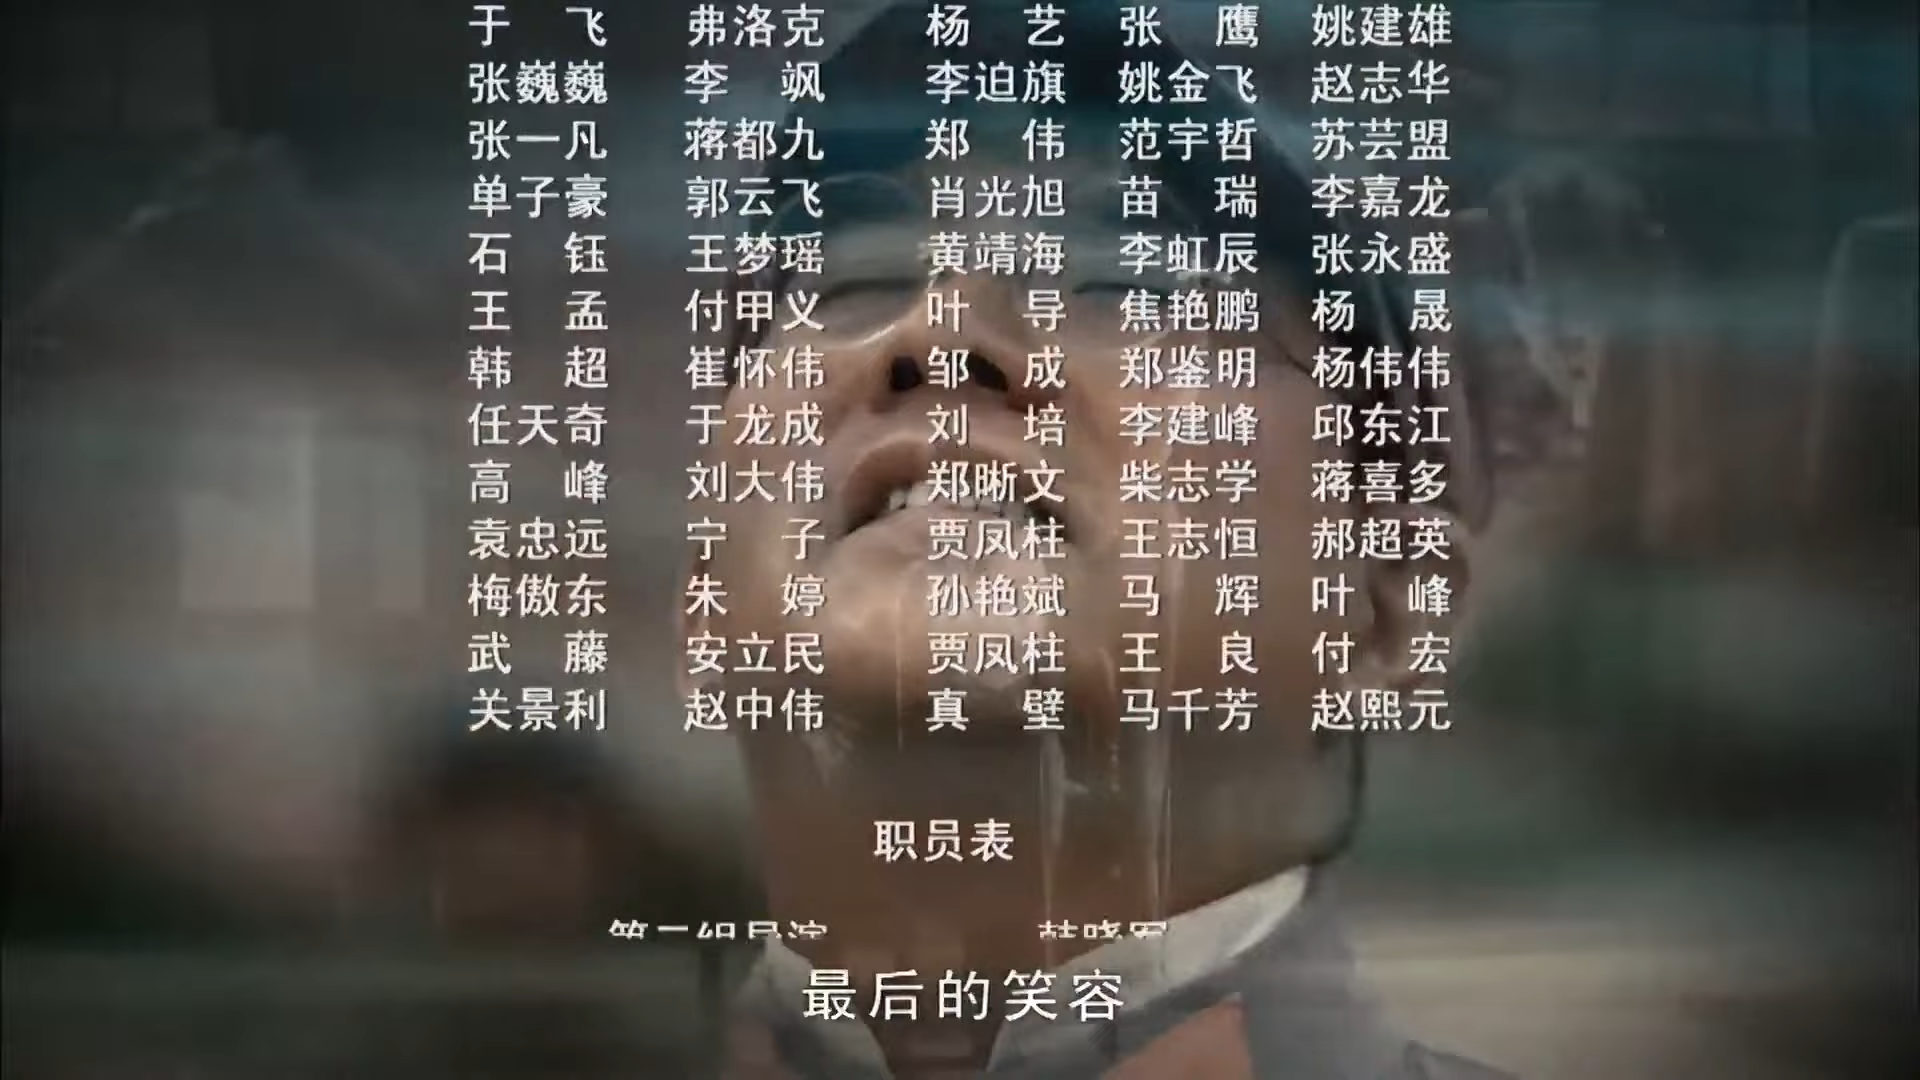 于飞 弗洛克 杨艺 张鹰 姚建雄
张巍巍 李飒 李迫旗 姚金飞 赵志华
张一凡 蒋都九 郑伟 范宇哲 苏芸盟
单子豪 郭云飞 肖光旭 苗瑞 李嘉龙
石钰 王梦瑶 黄靖海 李虹辰 张永盛
王孟 付甲义 叶导 焦艳鹏 杨晟
韩超 崔怀伟 邹成 郑鉴明 杨伟伟
任天奇 于龙成 刘培 李建峰 邱东江
高峰 刘大伟 郑晰文 柴志学 蒋喜多
袁忠远 宁子 贾凤柱 王志恒 郝超英
梅傲东 朱婷 孙艳斌 马辉 叶峰
武藤 安立民 贾凤柱 王良 付宏
关景利 赵中伟 真壁 马千芳 赵熙元
职员表
第二组导演 韩晓军
最后的笑容